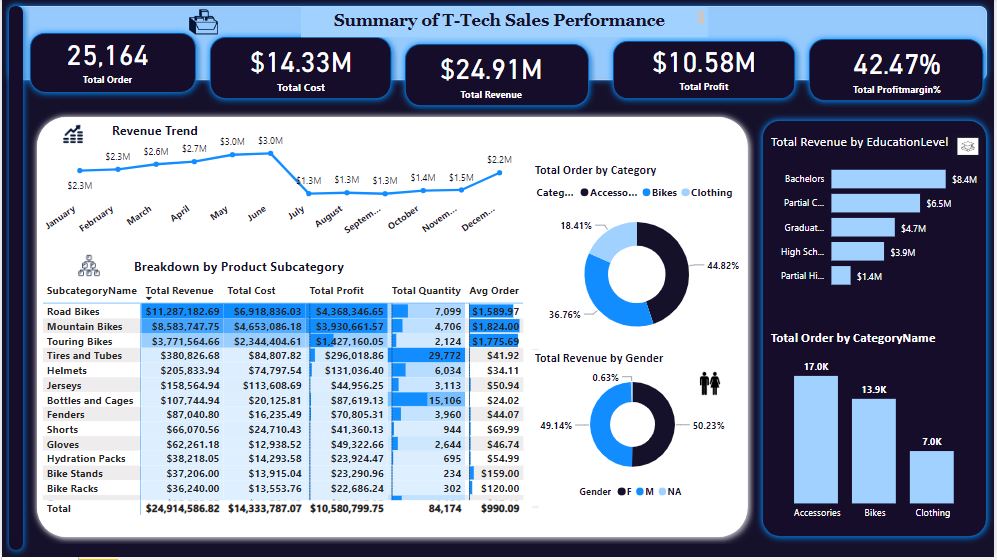 Summary of T-Tech Sales Performance
25,164
Total Order
$14.33M
Total Cost
$24.91M
Total Revenue
$10.58M
Total Profit
42.47%
Total Profitmargin%
Revenue Trend
$2.3M
$2.3M
$2.6M
$2.7M
$3.0M
$3.0M
$1.3M
$1.3M
$1.3M
$1.4M
$1.5M
$2.2M
January
February
March
April
May
June
July
August
Septem...
October
Novem...
Decem...
Breakdown by Product Subcategory
SubcategoryName Total Revenue Total Cost Total Profit Total Quantity Avg Order
Road Bikes $11,287,182.69 $6,918,836.03 $4,368,346.65 7,099 $1,589.97
Mountain Bikes $8,583,747.75 $4,653,086.18 $3,930,661.57 4,706 $1,824.00
Touring Bikes $3,771,564.66 $2,344,404.61 $1,427,160.05 2,124 $1,775.69
Tires and Tubes $380,826.68 $84,807.82 $296,018.86 29,772 $41.92
Helmets $205,833.94 $74,797.54 $131,036.40 6,034 $34.11
Jerseys $158,564.94 $113,608.69 $44,956.25 3,113 $50.94
Bottles and Cages $107,744.94 $20,125.81 $87,619.13 15,106 $24.02
Fenders $87,040.80 $16,235.49 $70,805.31 3,960 $44.07
Shorts $66,070.56 $24,710.43 $41,360.13 944 $69.99
Gloves $62,261.18 $12,938.52 $49,322.66 2,644 $46.74
Hydration Packs $38,218.05 $14,293.58 $23,924.47 695 $54.99
Bike Stands $37,206.00 $13,915.04 $23,290.96 234 $159.00
Bike Racks $36,240.00 $13,553.76 $22,686.24 302 $120.00
Total $24,914,586.82 $14,333,787.07 $10,580,799.75 84,174 $990.09
Total Order by Category
Categ... Accesso... Bikes Clothing
18.41%
44.82%
36.76%
Total Revenue by Gender
0.63%
49.14%
50.23%
Gender F M NA
Total Revenue by EducationLevel
Bachelors $8.4M
Partial C... $6.5M
Graduat... $4.7M
High Sch... $3.9M
Partial Hi... $1.4M
Total Order by CategoryName
17.0K
13.9K
7.0K
Accessories Bikes Clothing